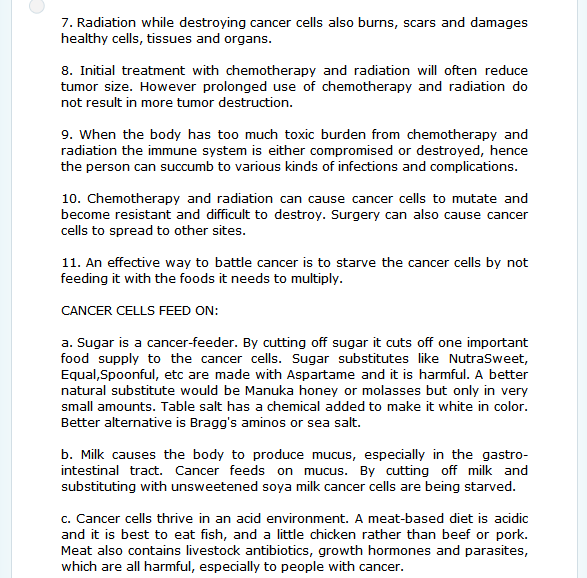 7. Radiation while destroying cancer cells also burns, scars and damages
healthy cells, tissues and organs.
8. Initial treatment with chemotherapy and radiation will often reduce
tumor size. However prolonged use of chemotherapy and radiation do
not result in more tumor destruction.
9. When the body has too much toxic burden from chemotherapy and
radiation the immune system is either compromised or destroyed, hence
the person can succumb to various kinds of infections and complications.
10. Chemotherapy and radiation can cause cancer cells to mutate and
become resistant and difficult to destroy. Surgery can also cause cancer
cells to spread to other sites.
11. An effective way to battle cancer is to starve the cancer cells by not
feeding it with the foods it needs to multiply.
CANCER CELLS FEED ON:
a. Sugar is a cancer-feeder. By cutting off sugar it cuts off one important
food supply to the cancer cells. Sugar substitutes like NutraSweet,
Equal,Spoonful, etc are made with Aspartame and it is harmful. A better
natural substitute would be Manuka honey or molasses but only in very
small amounts. Table salt has a chemical added to make it white in color.
Better alternative is Bragg's aminos or sea salt.
b. Milk causes the body to produce mucus, especially in the gastro-
intestinal tract. Cancer feeds on mucus. By cutting off milk and
substituting with unsweetened soya milk cancer cells are being starved.
c. Cancer cells thrive in an acid environment. A meat-based diet is acidic
and it is best to eat fish, and a little chicken rather than beef or pork.
Meat also contains livestock antibiotics, growth hormones and parasites,
which are all harmful, especially to people with cancer.